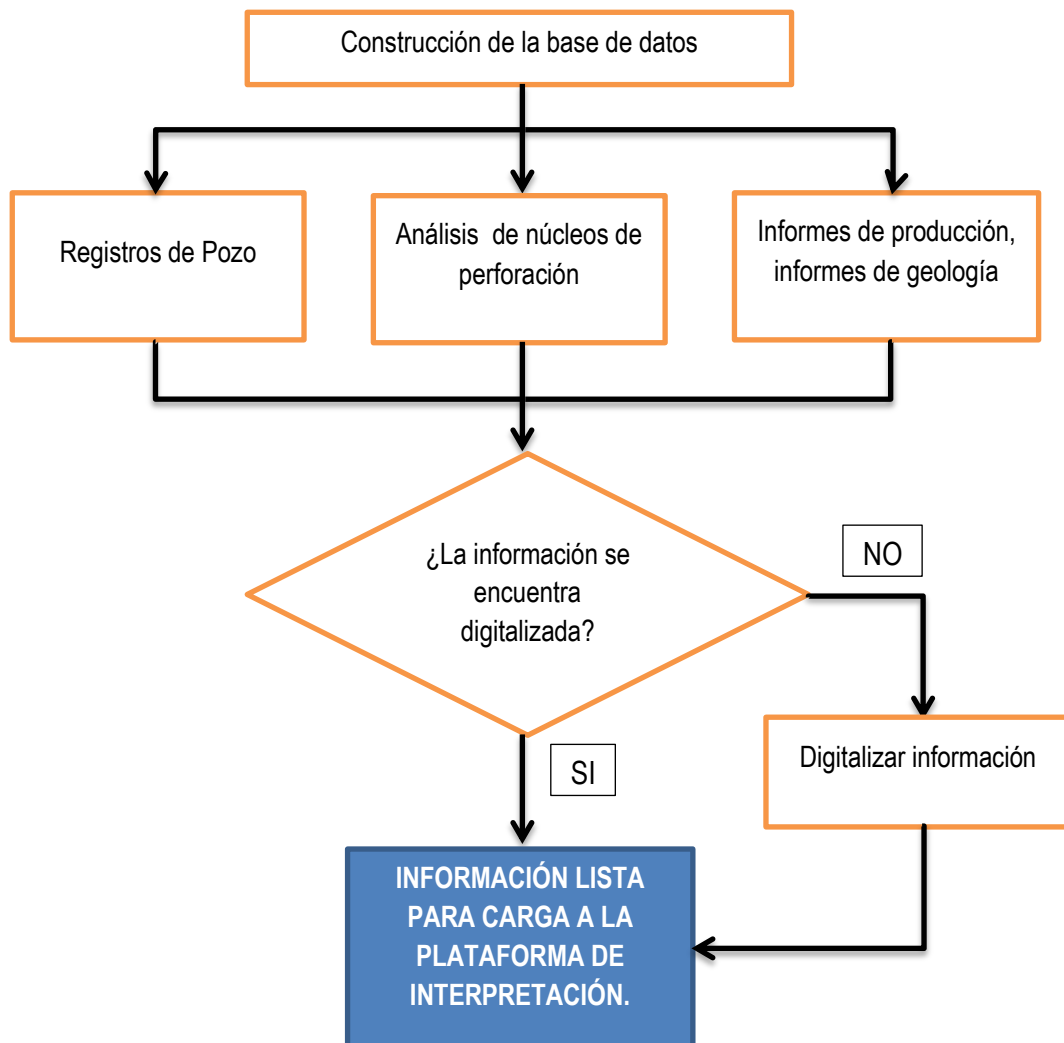 Construcción de la base de datos
Registros de Pozo
Análisis  de núcleos de
perforación
Informes de producción,
informes de geología
¿La información se
encuentra
digitalizada?
NO
SI
Digitalizar información
INFORMACIÓN LISTA
PARA CARGA A LA
PLATAFORMA DE
INTERPRETACIÓN.